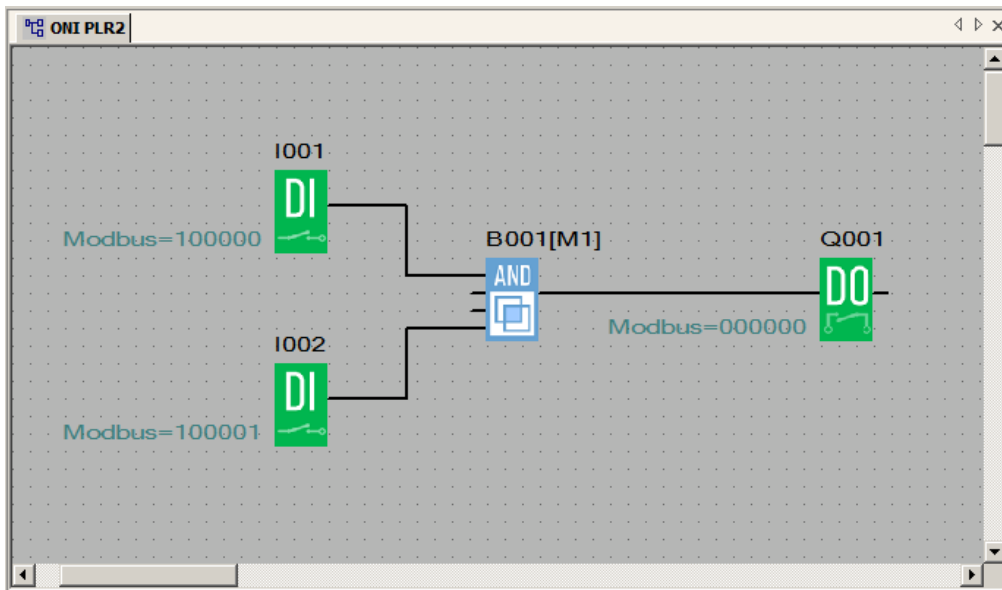 ONI PLR2
I001
DI
Modbus=100000
B001[M1]
AND
Q001
DO
Modbus=000000
I002
DI
Modbus=100001